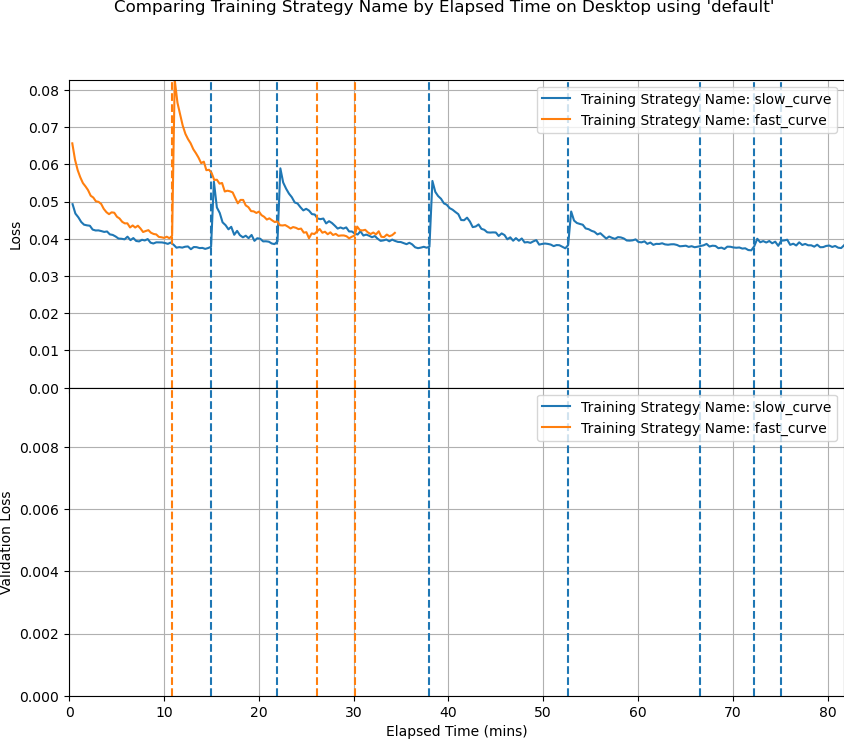 Comparing Training Strategy Name by Elapsed Time on Desktop using 'default'
0.08
0.07
0.06
0.05
0.04
0.03
0.02
0.01
0.00
Loss
Training Strategy Name: slow_curve
Training Strategy Name: fast_curve
0.008
0.006
0.004
0.002
0.000
Validation Loss
Training Strategy Name: slow_curve
Training Strategy Name: fast_curve
0 10 20 30 40 50 60 70 80
Elapsed Time (mins)